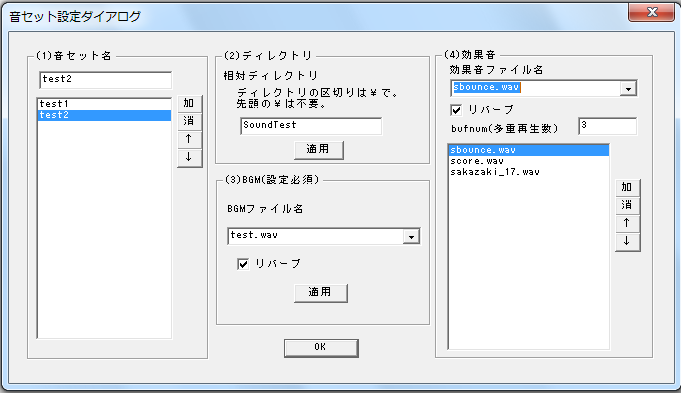 音セット設定ダイアログ
(1)音セット名
test2
test1
test2
加
消
↑
↓
(2)ディレクトリ
相対ディレクトリ
ディレクトリの区切りは￥で。
先頭の￥は不要。
SoundTest
適用
(3)BGM(設定必須)
BGMファイル名
test.wav
リバーブ
適用
OK
(4)効果音
効果音ファイル名
sbounce.wav
リバーブ
bufnum(多重再生数)
3
sbounce.wav
score.wav
sakazaki_17.wav
加
消
↑
↓